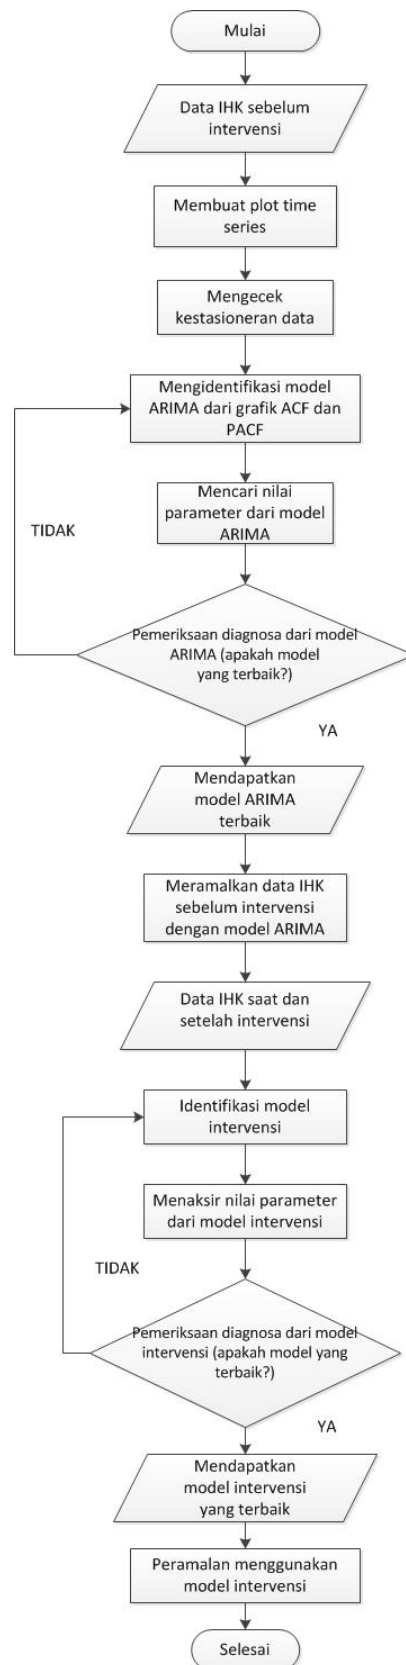 Mulai
Data IHK sebelum
intervensi
Membuat plot time
series
Mengecek
kestasioneran data
Mengidentifikasi model
ARIMA dari grafik ACF dan
PACF
Mencari nilai
parameter dari model
ARIMA
TIDAK
Pemeriksaan diagnosa dari model
ARIMA (apakah model
yang terbaik?)
YA
Mendapatkan
model ARIMA
terbaik
Meramalkan data IHK
sebelum intervensi
dengan model ARIMA
Data IHK saat dan
setelah intervensi
Identifikasi model
intervensi
Menaksir nilai parameter
dari model intervensi
TIDAK
Pemeriksaan diagnosa dari model
intervensi (apakah model yang
terbaik?)
YA
Mendapatkan
model intervensi
yang terbaik
Peramalan menggunakan
model intervensi
Selesai